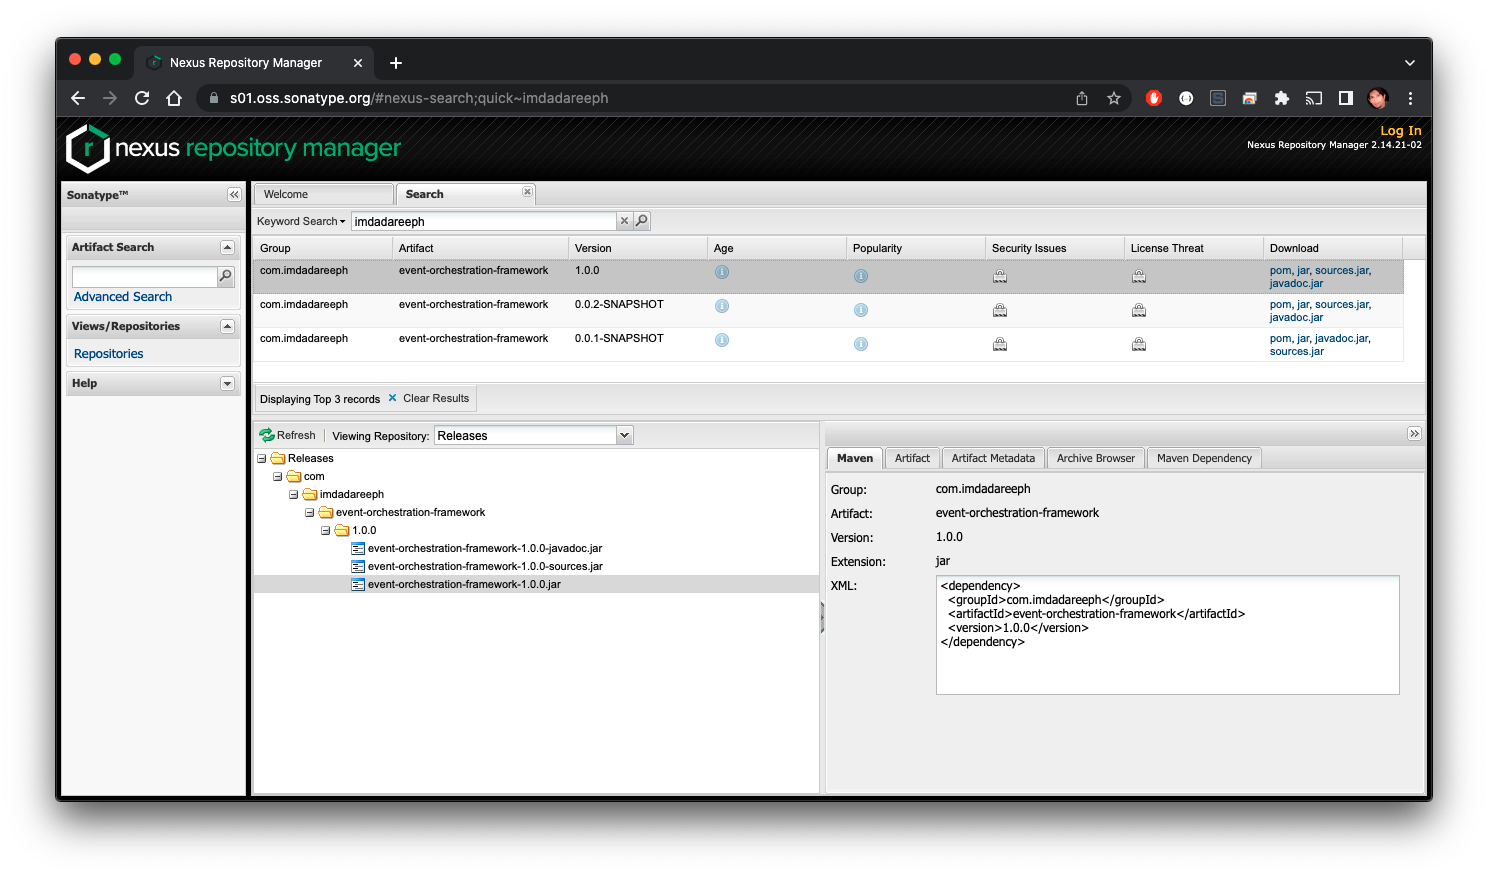 Nexus Repository Manager
s01.oss.sonatype.org/#nexus-search;quick~imdadareeph
nexus repository manager
Log In
Nexus Repository Manager 2.14.21-02
Sonatype™
Artifact Search
Advanced Search
Views/Repositories
Repositories
Help
Welcome
Search
Keyword Search
imdadareeph
Group Artifact Version Age Popularity Security Issues License Threat Download
com.imdadareeph event-orchestration-framework 1.0.0 pom, jar, sources.jar,
javadoc.jar
com.imdadareeph event-orchestration-framework 0.0.2-SNAPSHOT pom, jar, sources.jar,
javadoc.jar
com.imdadareeph event-orchestration-framework 0.0.1-SNAPSHOT pom, jar, javadoc.jar,
sources.jar
Displaying Top 3 records Clear Results
Refresh Viewing Repository: Releases
Releases
com
imdadareeph
event-orchestration-framework
1.0.0
event-orchestration-framework-1.0.0-javadoc.jar
event-orchestration-framework-1.0.0-sources.jar
event-orchestration-framework-1.0.0.jar
Maven Artifact Artifact Metadata Archive Browser Maven Dependency
Group: com.imdadareeph
Artifact: event-orchestration-framework
Version: 1.0.0
Extension: jar
XML: <dependency>
<groupId>com.imdadareeph</groupId>
<artifactId>event-orchestration-framework</artifactId>
<version>1.0.0</version>
</dependency>